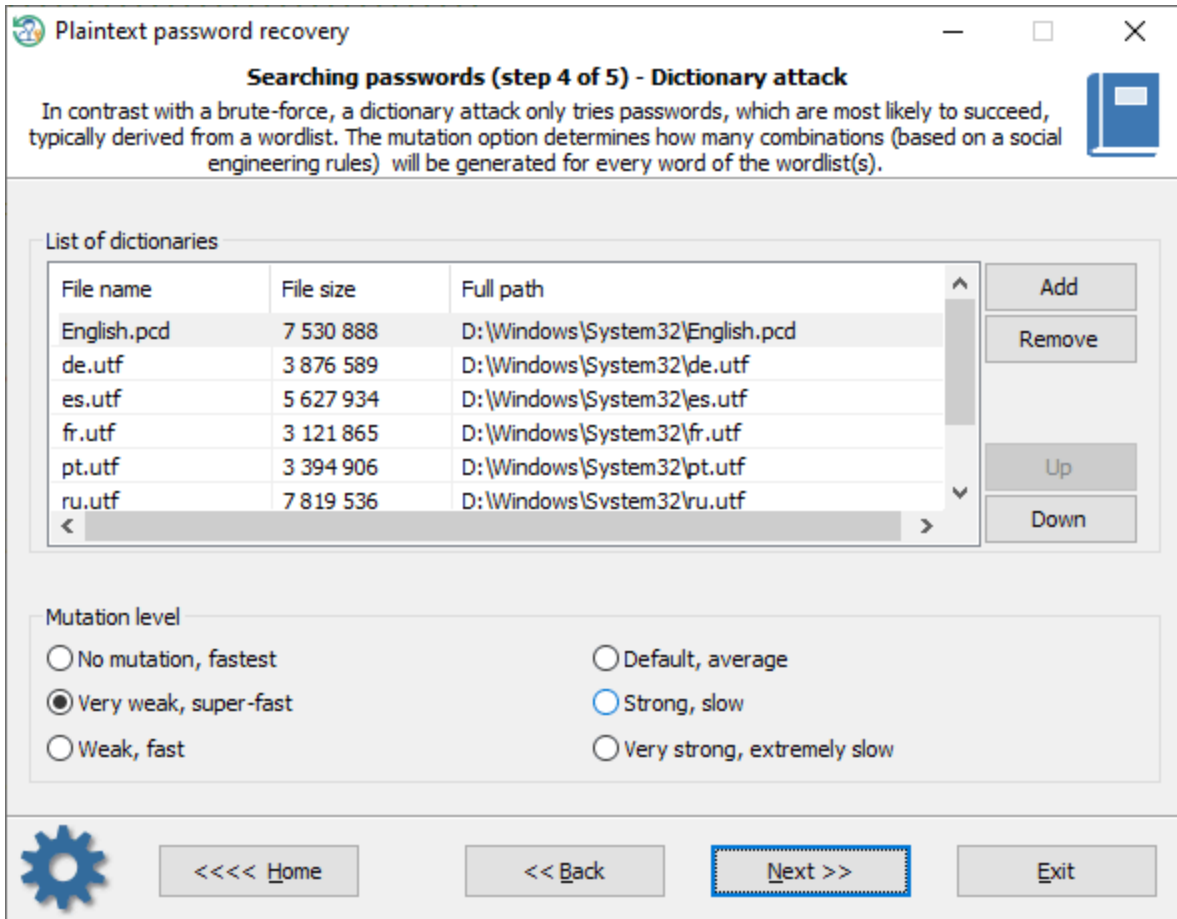 Plaintext password recovery
Searching passwords (step 4 of 5) - Dictionary attack
In contrast with a brute-force, a dictionary attack only tries passwords, which are most likely to succeed,
typically derived from a wordlist. The mutation option determines how many combinations (based on a social
engineering rules) will be generated for every word of the wordlist(s).
List of dictionaries
File name File size Full path
English.pcd 7 530 888 D:\Windows\System32\English.pcd
de.utf 3 876 589 D:\Windows\System32\de.utf
es.utf 5 627 934 D:\Windows\System32\es.utf
fr.utf 3 121 865 D:\Windows\System32\fr.utf
pt.utf 3 394 906 D:\Windows\System32\pt.utf
ru.utf 7 819 536 D:\Windows\System32\ru.utf
Add
Remove
Up
Down
Mutation level
No mutation, fastest
Very weak, super-fast
Weak, fast
Default, average
Strong, slow
Very strong, extremely slow
<<<< Home
<< Back
Next >>
Exit